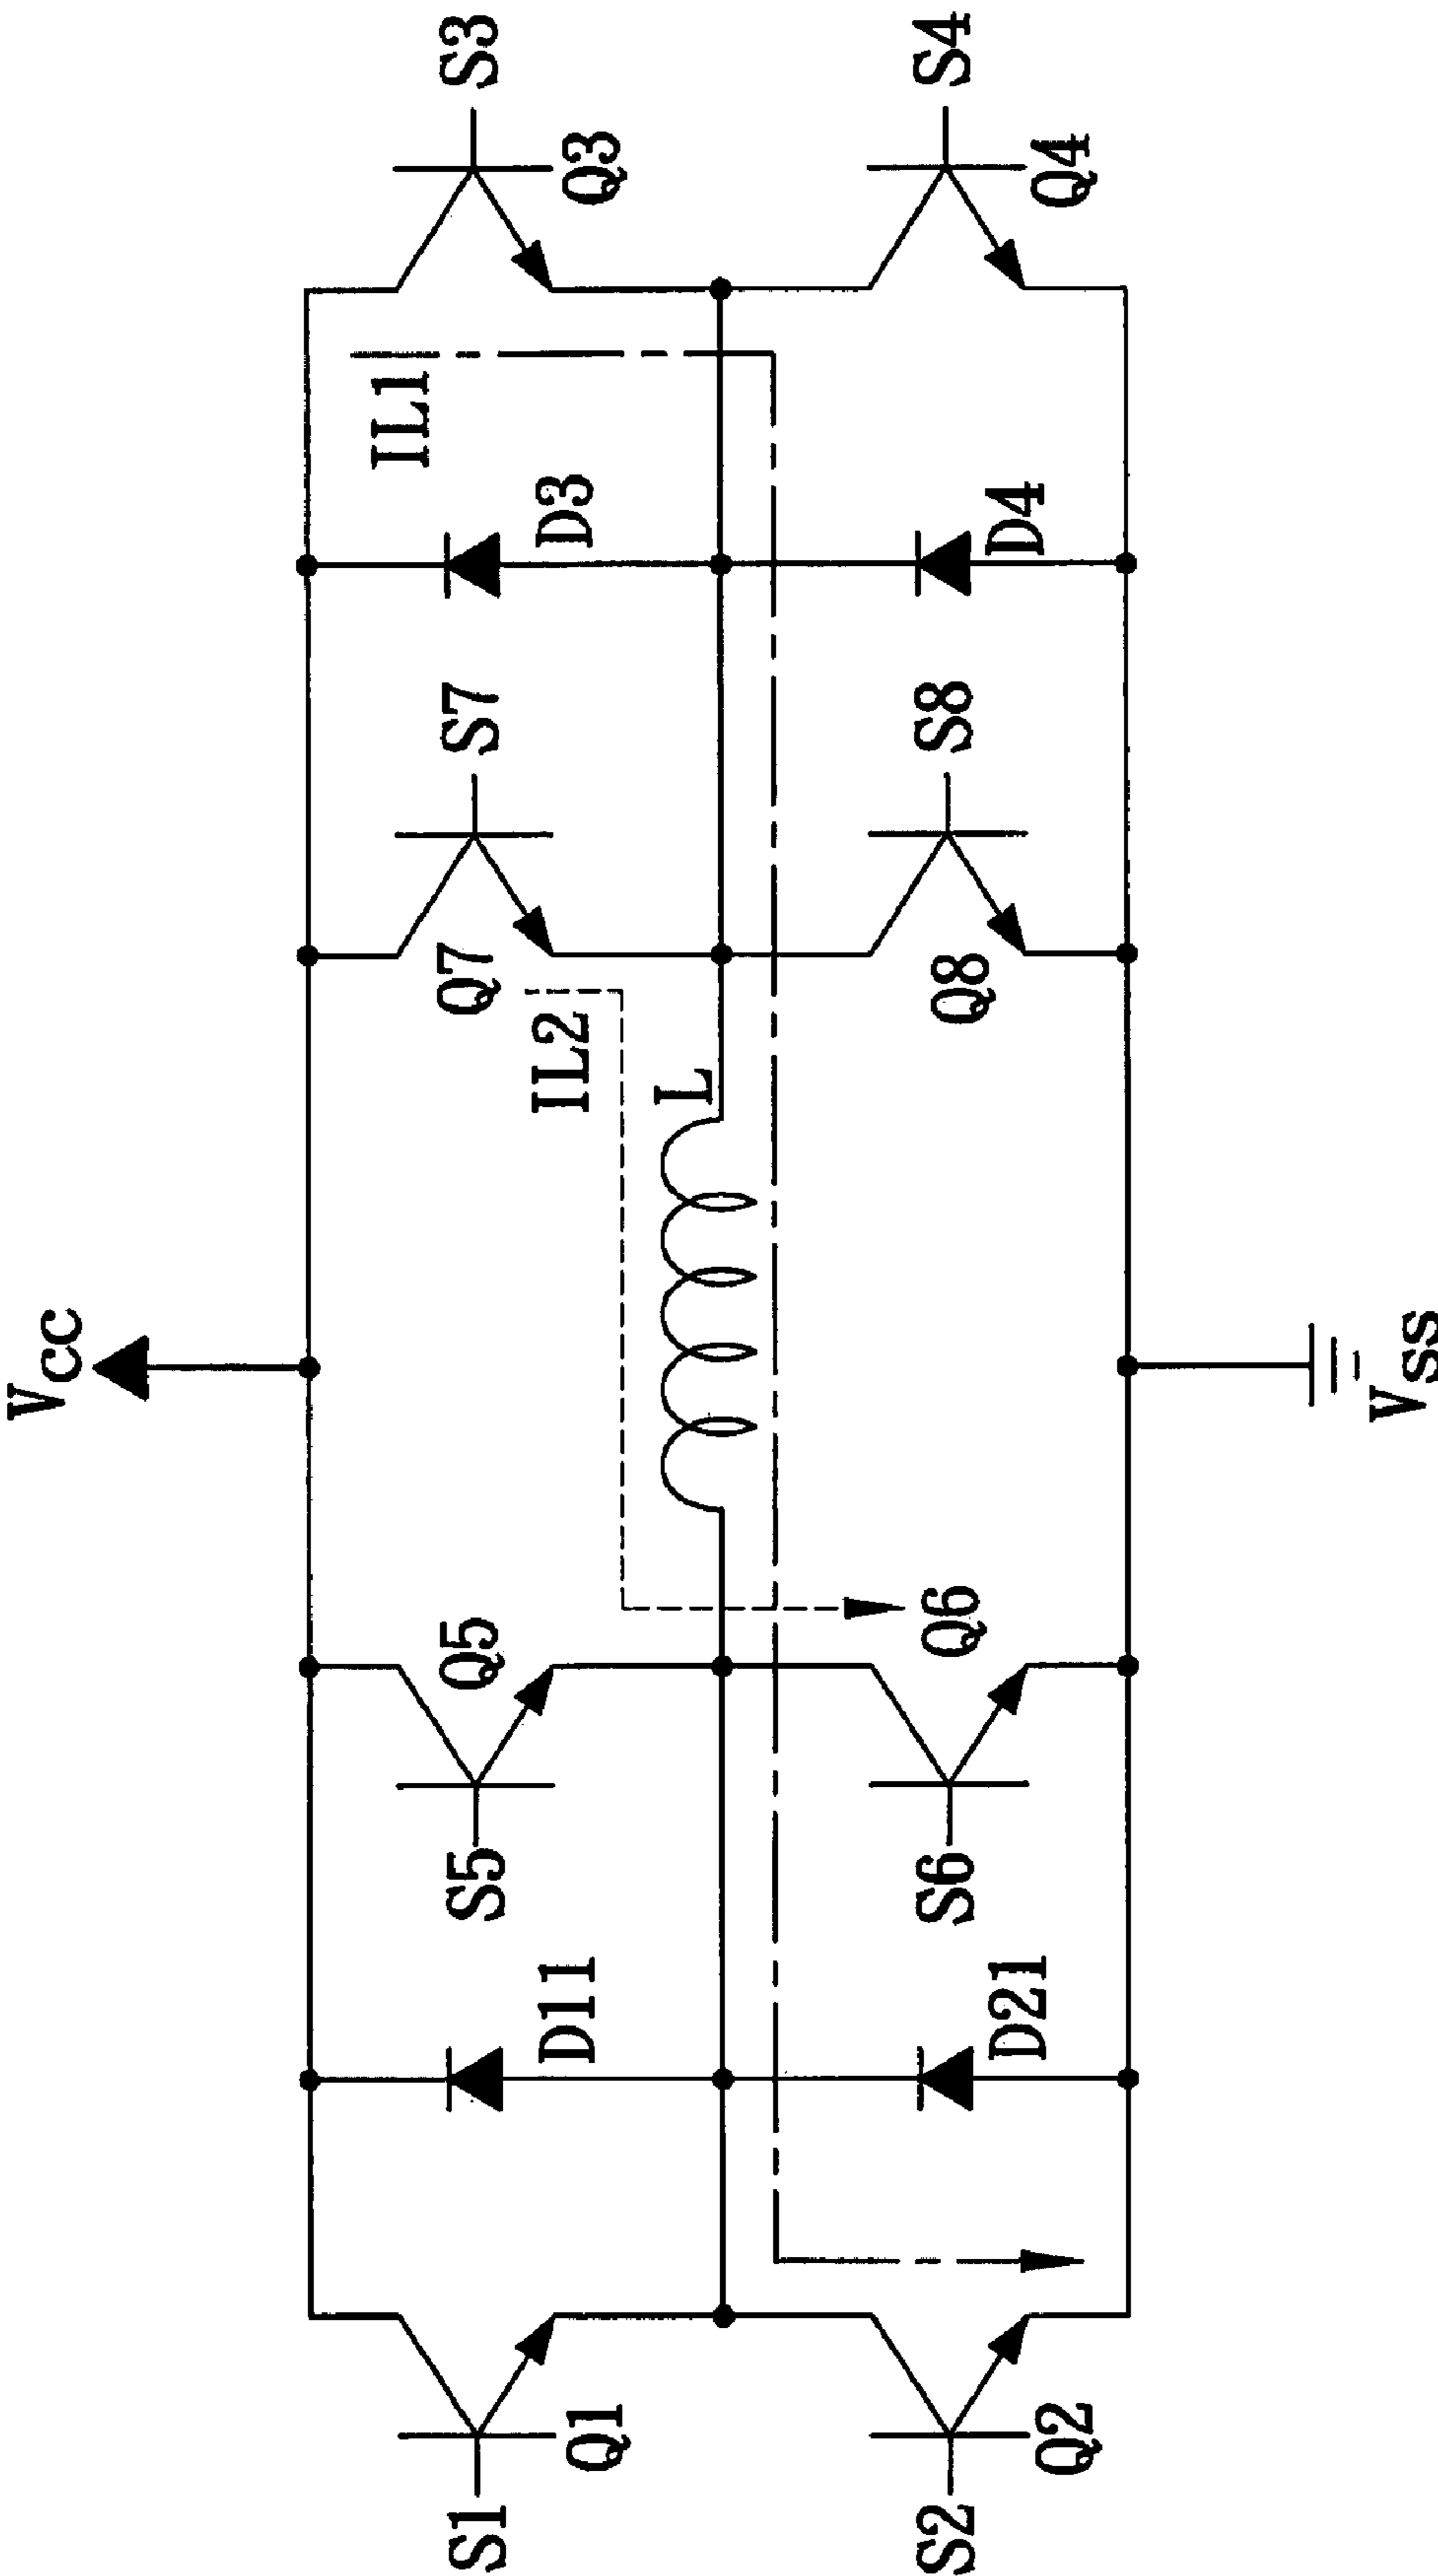 VCC
S1
Q1
D11
S5
Q5
IL2
L
Q7
S7
D3
IL1
Q3
S3
S2
Q2
D21
S6
Q6
Q8
S8
D4
Q4
S4
VSS